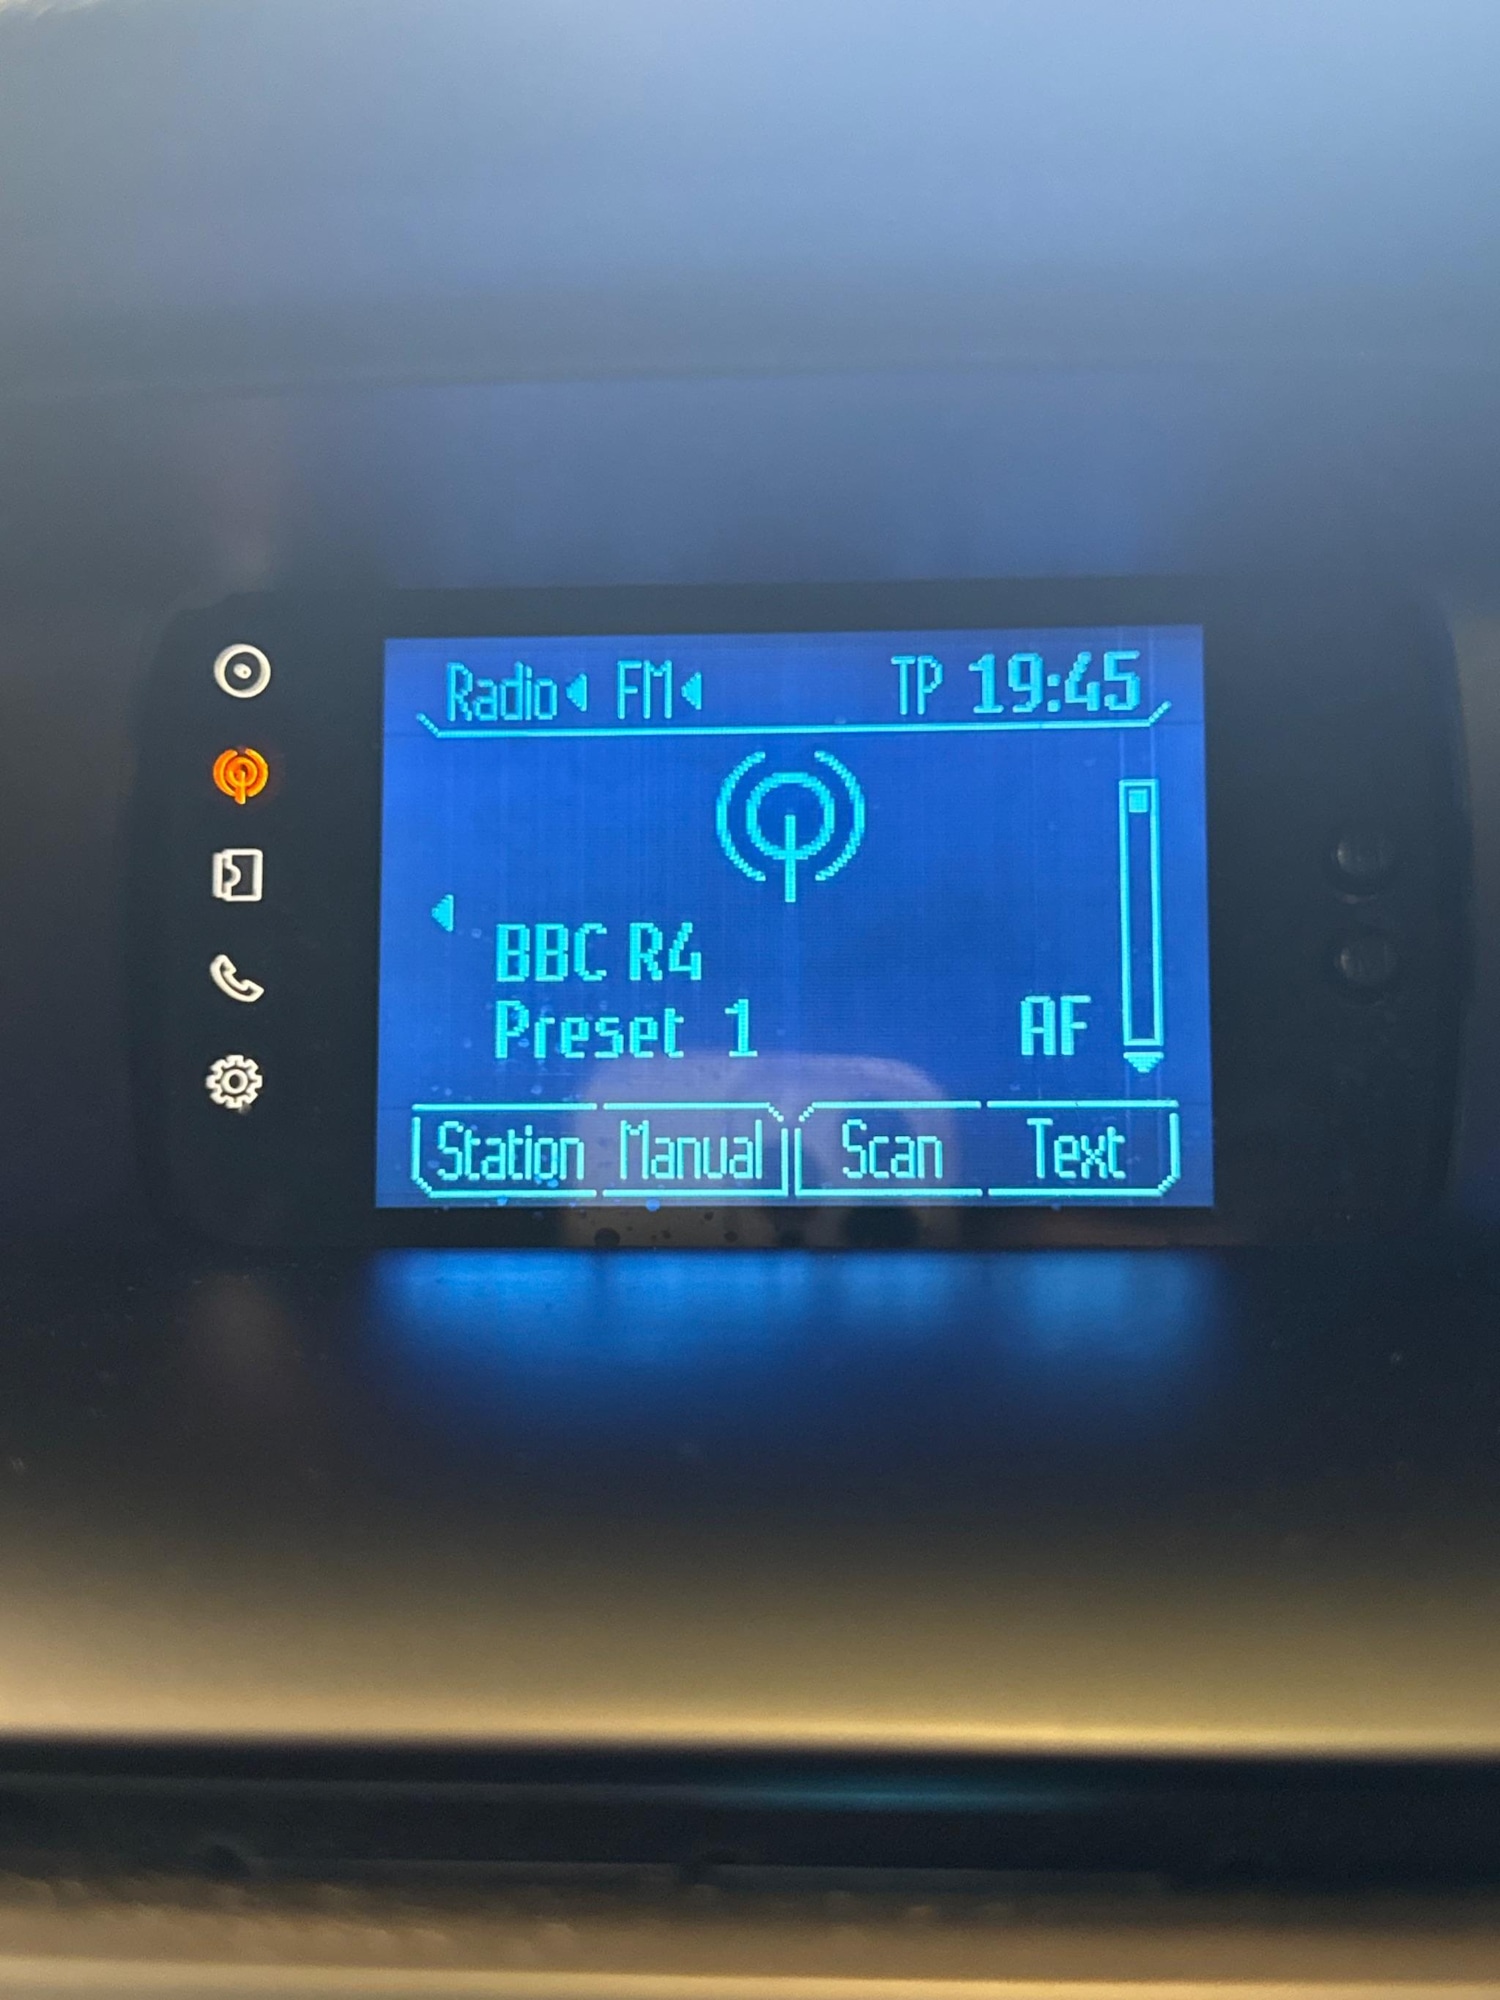 Radio FM TP 19:45
BBC R4
Preset 1 AF
Station Manual Scan Text